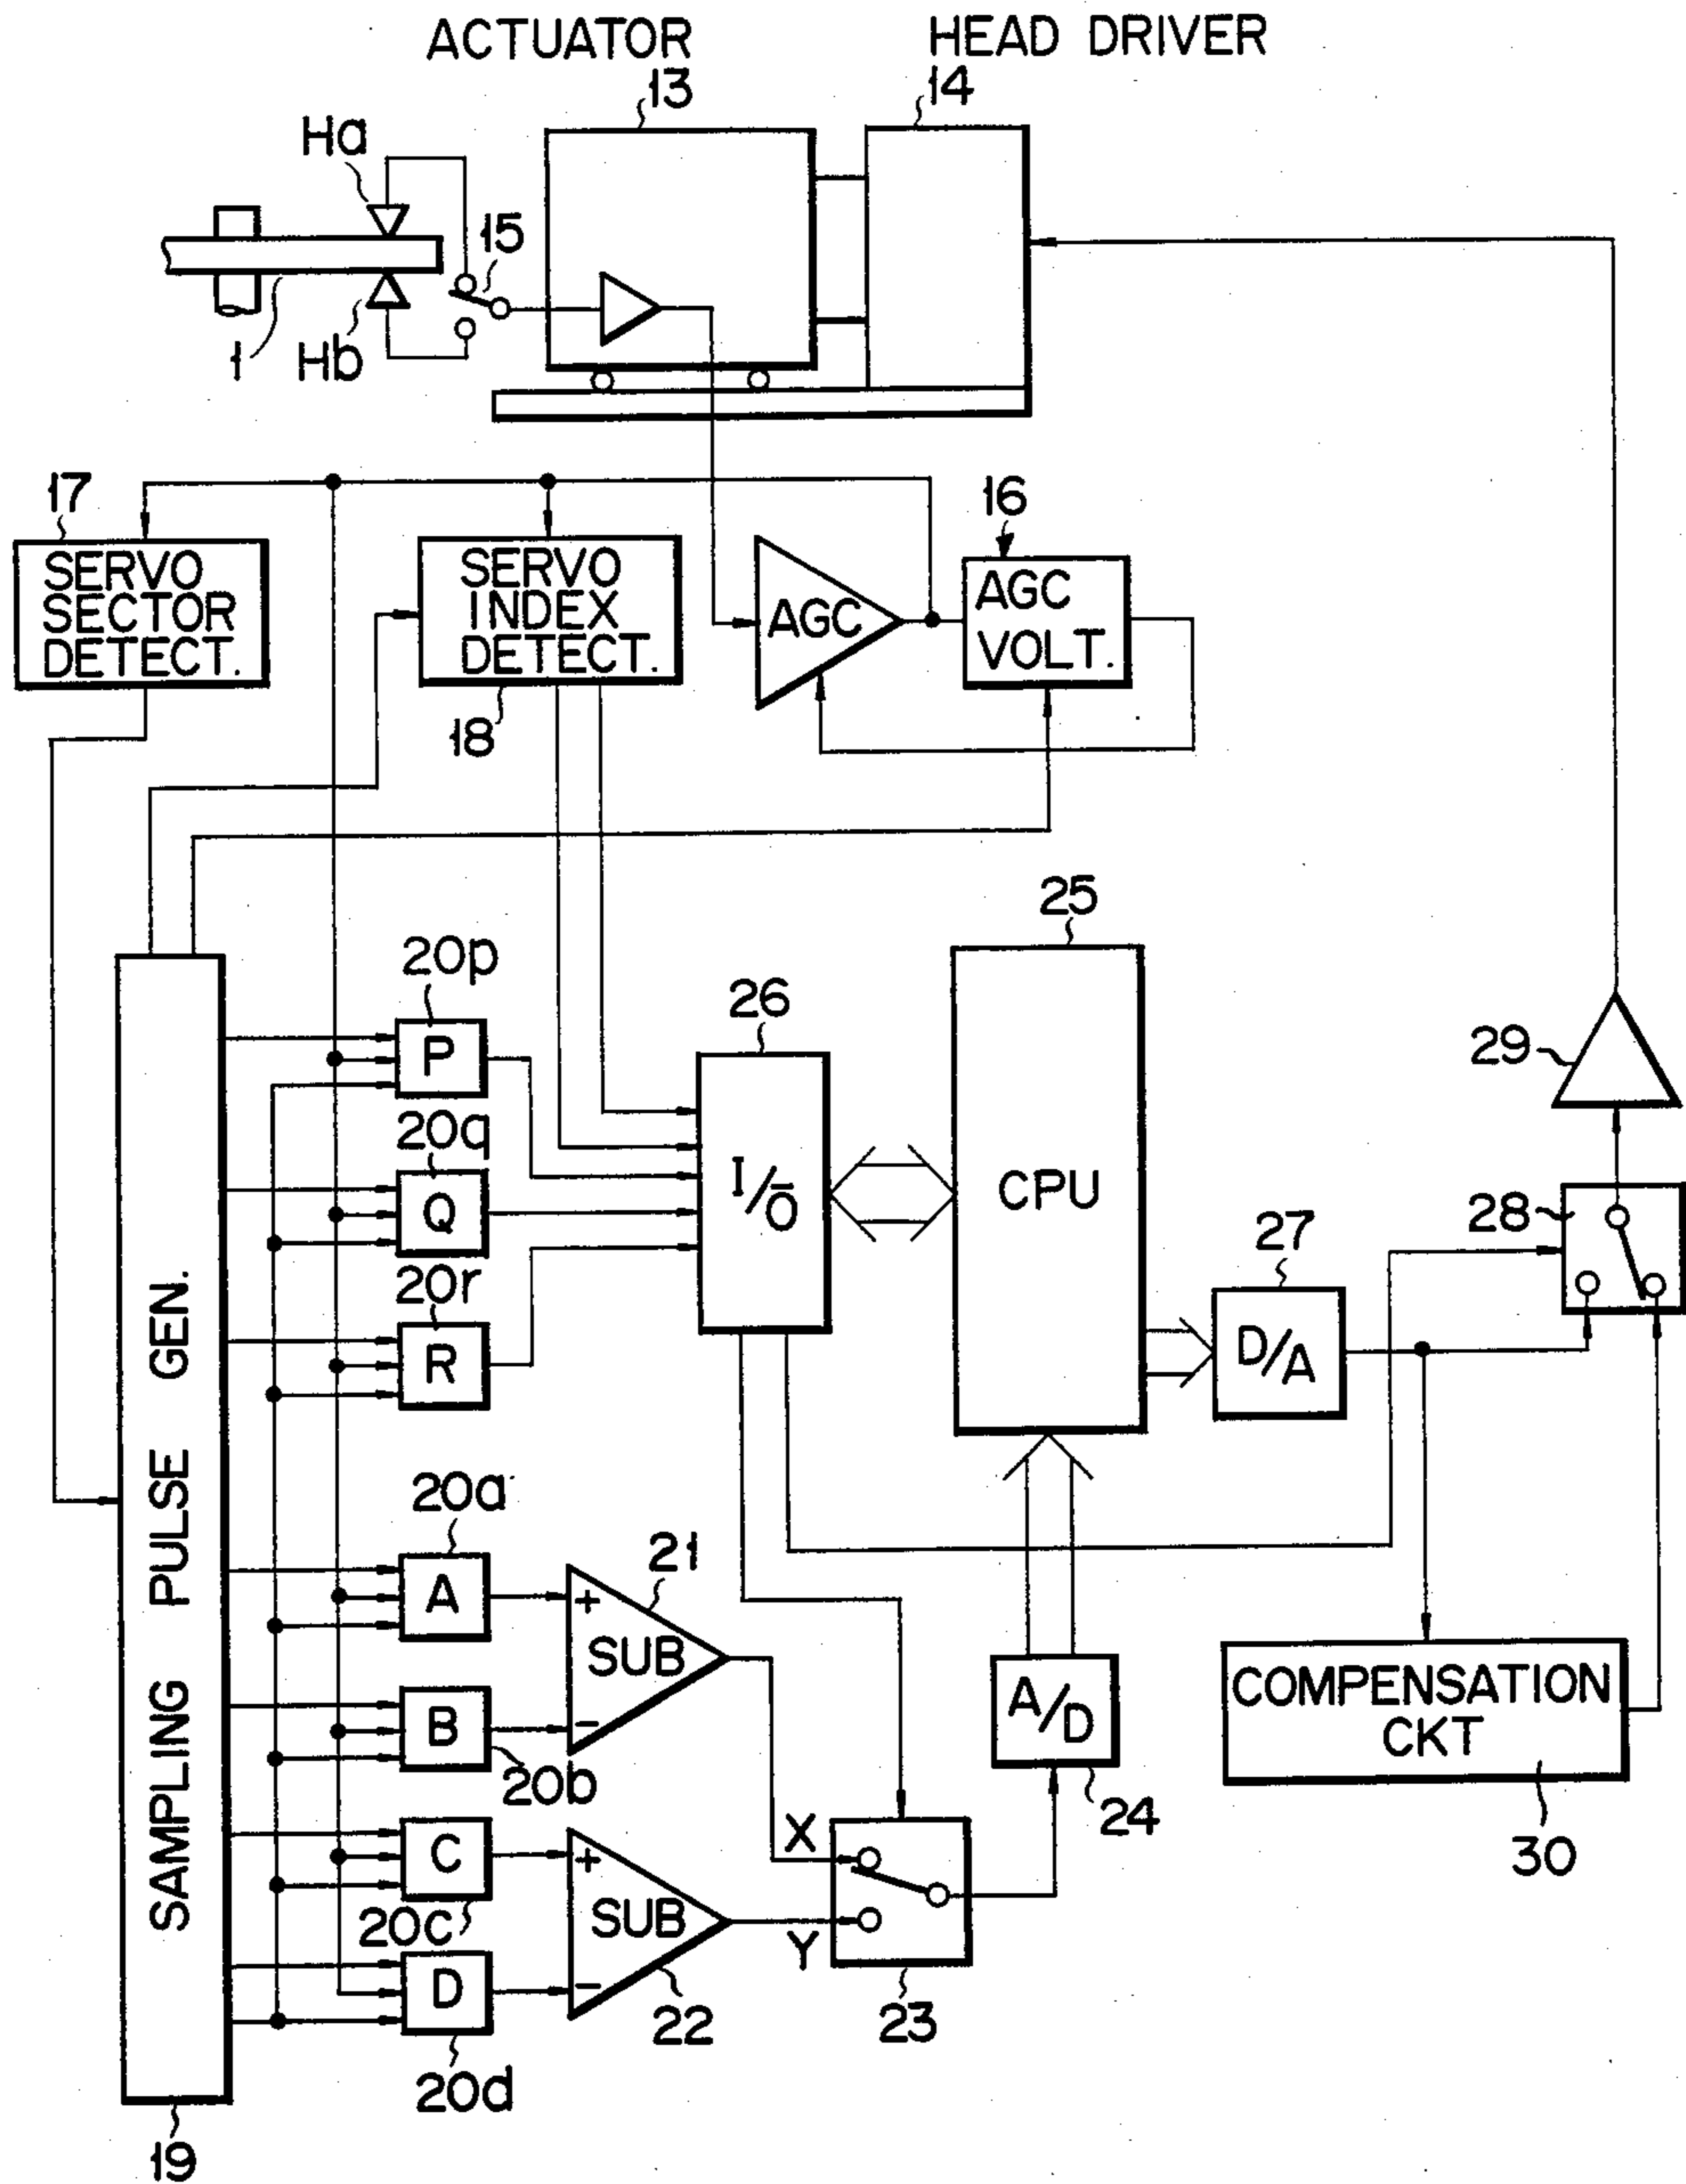 ACTUATOR
HEAD DRIVER
13
14
Ha
15
1
Hb
17
16
SERVO
SECTOR
DETECT.
SERVO
INDEX
DETECT.
AGC
AGC
VOLT.
18
25
20p
26
P
29
20q
I/O
CPU
Q
28
27
20r
R
D/A
SAMPLING PULSE GEN.
20a
21
A
+
SUB
B
−
20b
A/D
COMPENSATION
CKT
24
X
30
C
+
20c
SUB
Y
D
−
22
23
20d
19